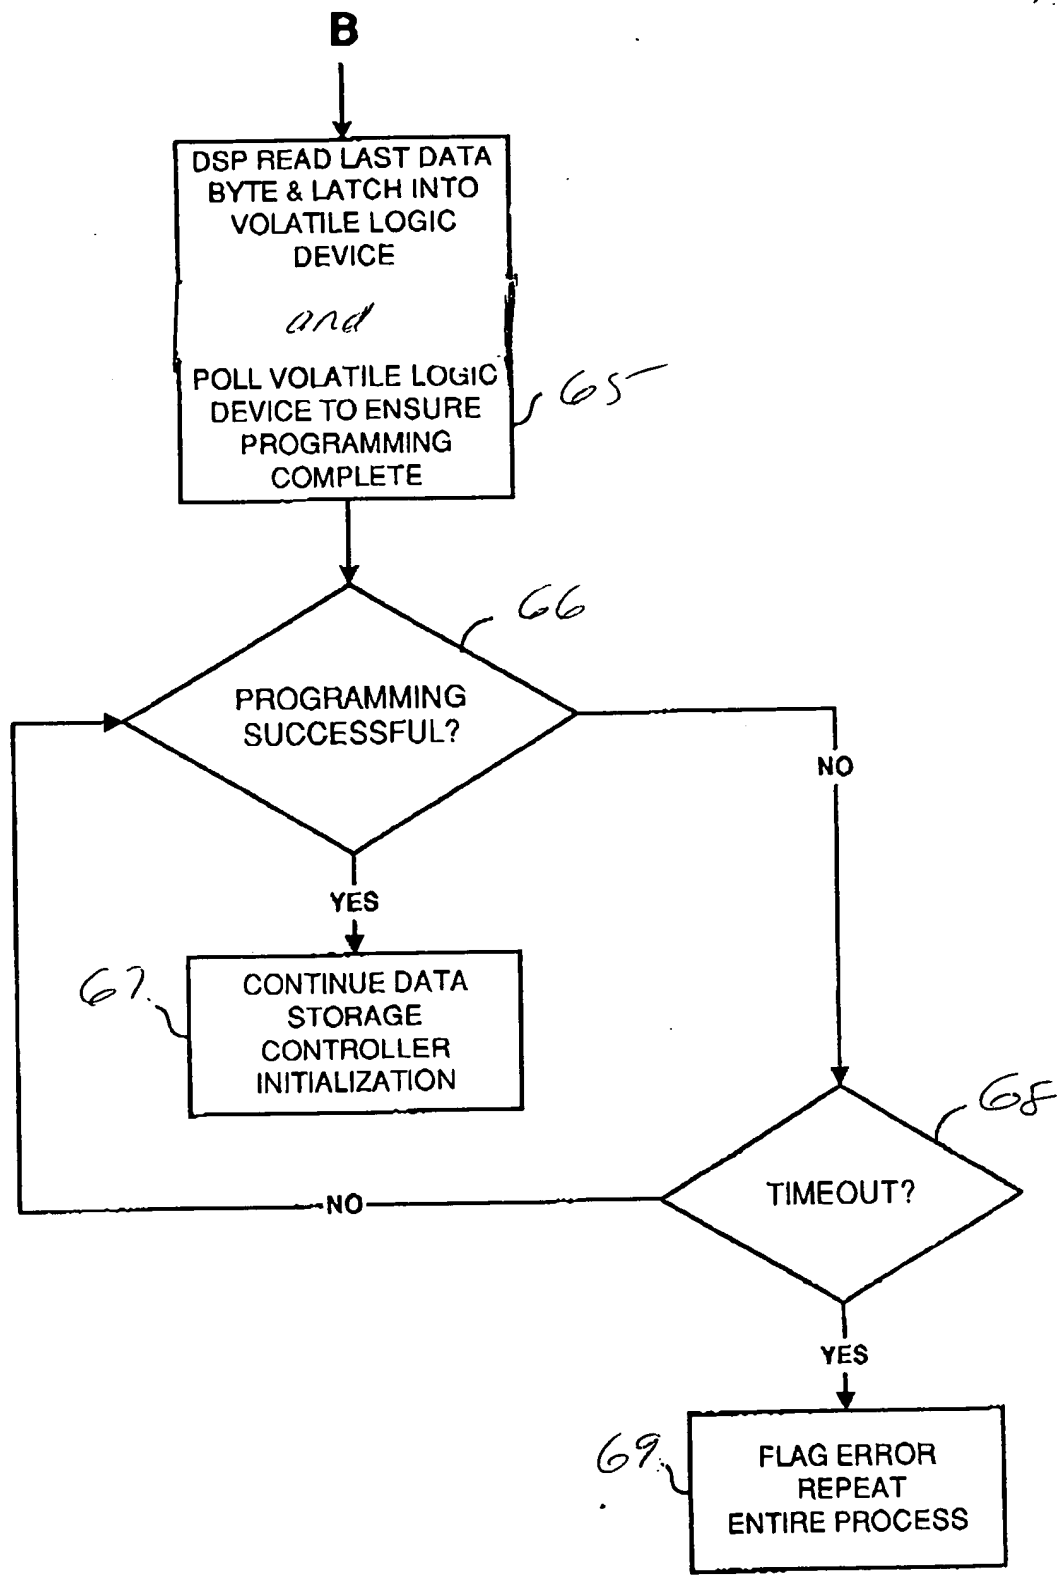 B
DSP READ LAST DATA
BYTE & LATCH INTO
VOLATILE LOGIC
DEVICE
and
POLL VOLATILE LOGIC
DEVICE TO ENSURE
PROGRAMMING
COMPLETE
65
66
PROGRAMMING
SUCCESSFUL?
NO
YES
67
CONTINUE DATA
STORAGE
CONTROLLER
INITIALIZATION
68
TIMEOUT?
NO
YES
69
FLAG ERROR
REPEAT
ENTIRE PROCESS